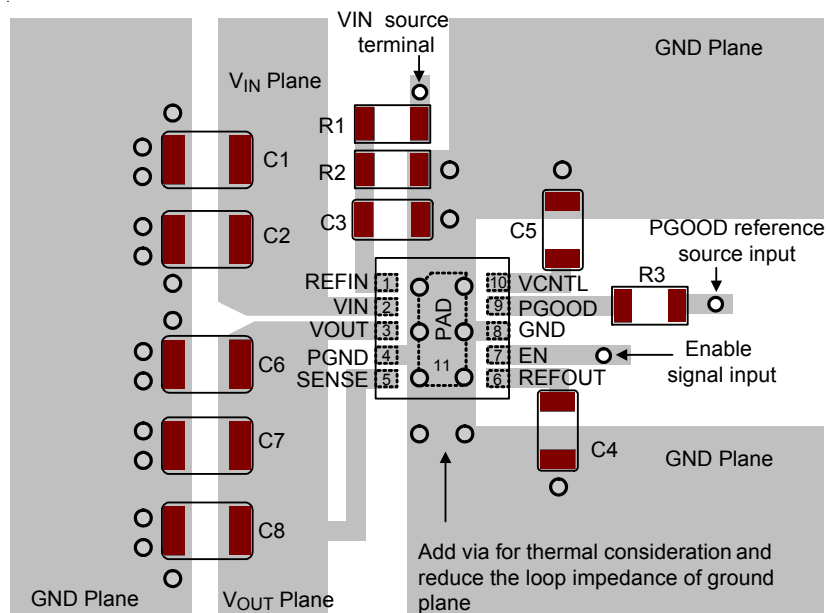 VIN source
terminal
GND Plane
VIN Plane
R1
C1
R2
C3
C2
C5
PGOOD reference
source input
R3
REFIN 1
10 VCNTL
VIN 2
9 PGOOD
VOUT 3
8 GND
PGND 4
7 EN
SENSE 5
6 REFOUT
PAD
11
Enable
signal input
C6
C7
C4
GND Plane
C8
Add via for thermal consideration and
reduce the loop impedance of ground
plane
GND Plane
VOUT Plane